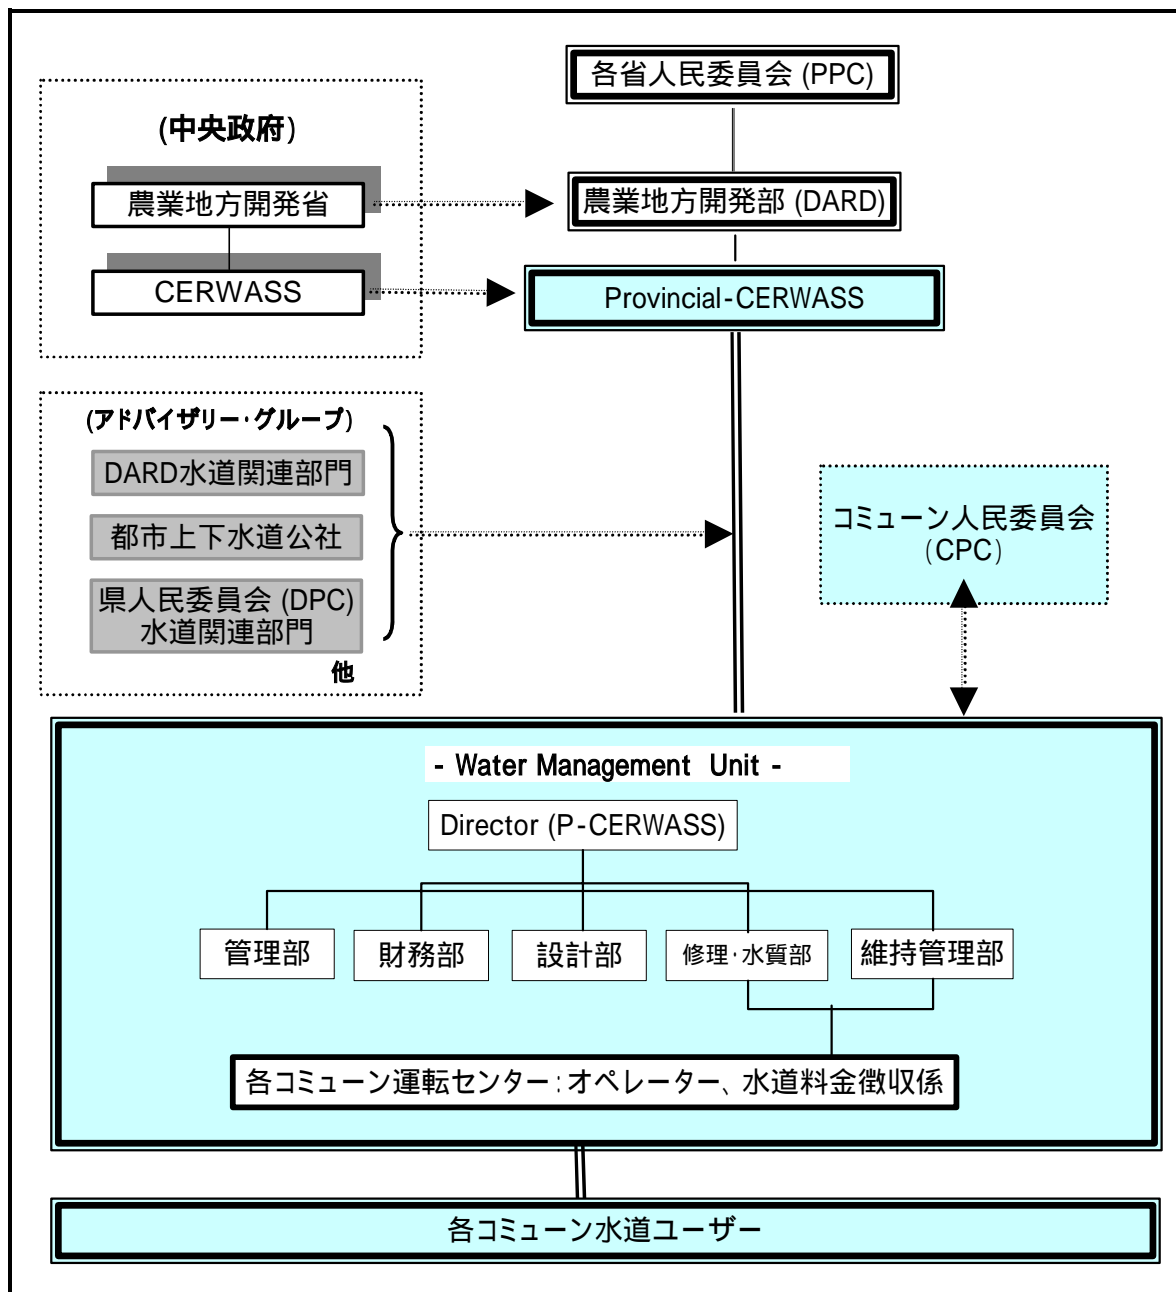 各省人民委員会 (PPC)
(中央政府)
農業地方開発省
農業地方開発部 (DARD)
CERWASS
Provincial-CERWASS
(アドバイザリー・グループ)
DARD水道関連部門
都市上下水道公社
県人民委員会 (DPC)
水道関連部門
他
コミューン人民委員会
(CPC)
- Water Management Unit -
Director (P-CERWASS)
管理部
財務部
設計部
修理・水質部
維持管理部
各コミューン運転センター:オペレーター、水道料金徴収係
各コミューン水道ユーザー